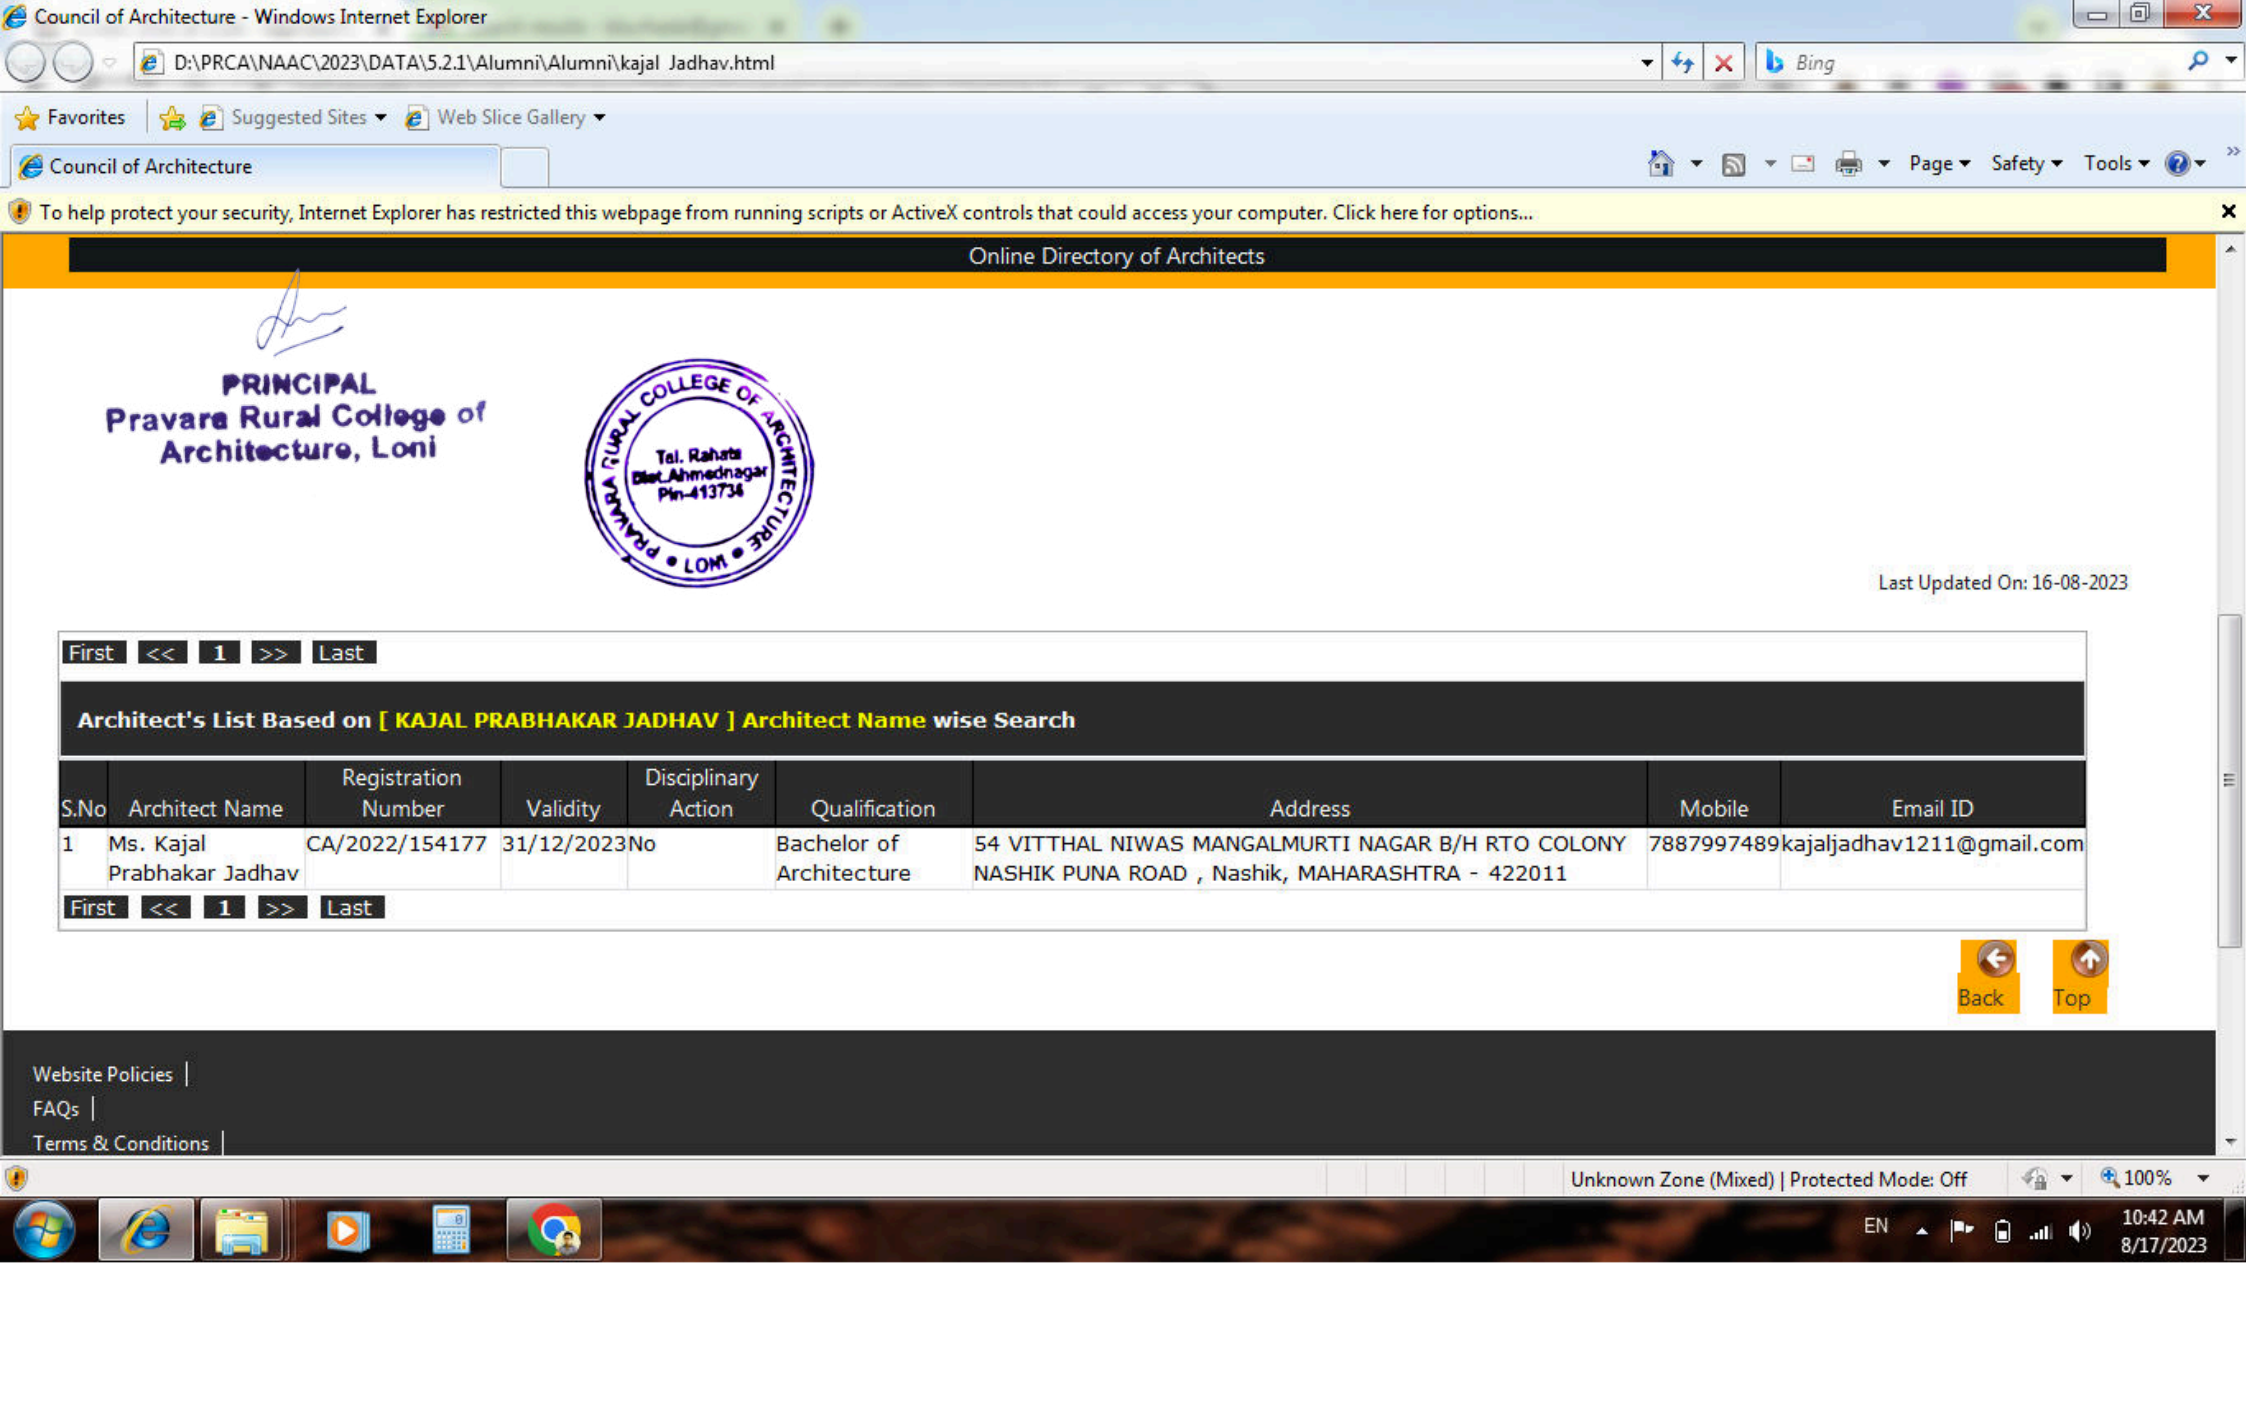 Council of Architecture - Windows Internet Explorer
D:\PRCA\NAAC\2023\DATA\5.2.1\Alumni\Alumni\kajal Jadhav.html
Bing
Favorites
Suggested Sites
Web Slice Gallery
Council of Architecture
Page
Safety
Tools
To help protect your security, Internet Explorer has restricted this webpage from running scripts or ActiveX controls that could access your computer. Click here for options...
Online Directory of Architects
PRINCIPAL
Pravara Rural College of
Architecture, Loni
PRAVARA RURAL COLLEGE OF ARCHITECTURE
• LONI •
Tal. Rahata
Dist.Ahmednagar
Pin-413736
Last Updated On: 16-08-2023
First << 1 >> Last
Architect's List Based on [ KAJAL PRABHAKAR JADHAV ] Architect Name wise Search
S.No Architect Name Registration Number Validity Disciplinary Action Qualification Address Mobile Email ID
1 Ms. Kajal CA/2022/154177 31/12/2023 No Bachelor of 54 VITTHAL NIWAS MANGALMURTI NAGAR B/H RTO COLONY 7887997489 kajaljadhav1211@gmail.com
Prabhakar Jadhav Architecture NASHIK PUNA ROAD , Nashik, MAHARASHTRA - 422011
First << 1 >> Last
Back Top
Website Policies |
FAQs |
Terms & Conditions |
Unknown Zone (Mixed) | Protected Mode: Off
100%
EN
10:42 AM
8/17/2023